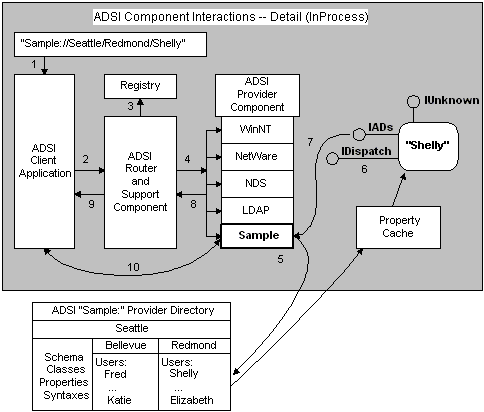 ADSI Component Interactions -- Detail (InProcess)
"Sample://Seattle/Redmond/Shelly"
1
Registry
3
ADSI
Client
Application
2
9
ADSI
Router
and
Support
Component
4
8
ADSI
Provider
Component
WinNT
NetWare
NDS
LDAP
Sample
5
7
IUnknown
IADs
IDispatch
6
"Shelly"
Property
Cache
10
ADSI "Sample:" Provider Directory
Seattle
Schema
Classes
Properties
Syntaxes
Bellevue
Users:
Fred
...
Katie
Redmond
Users:
Shelly
...
Elizabeth